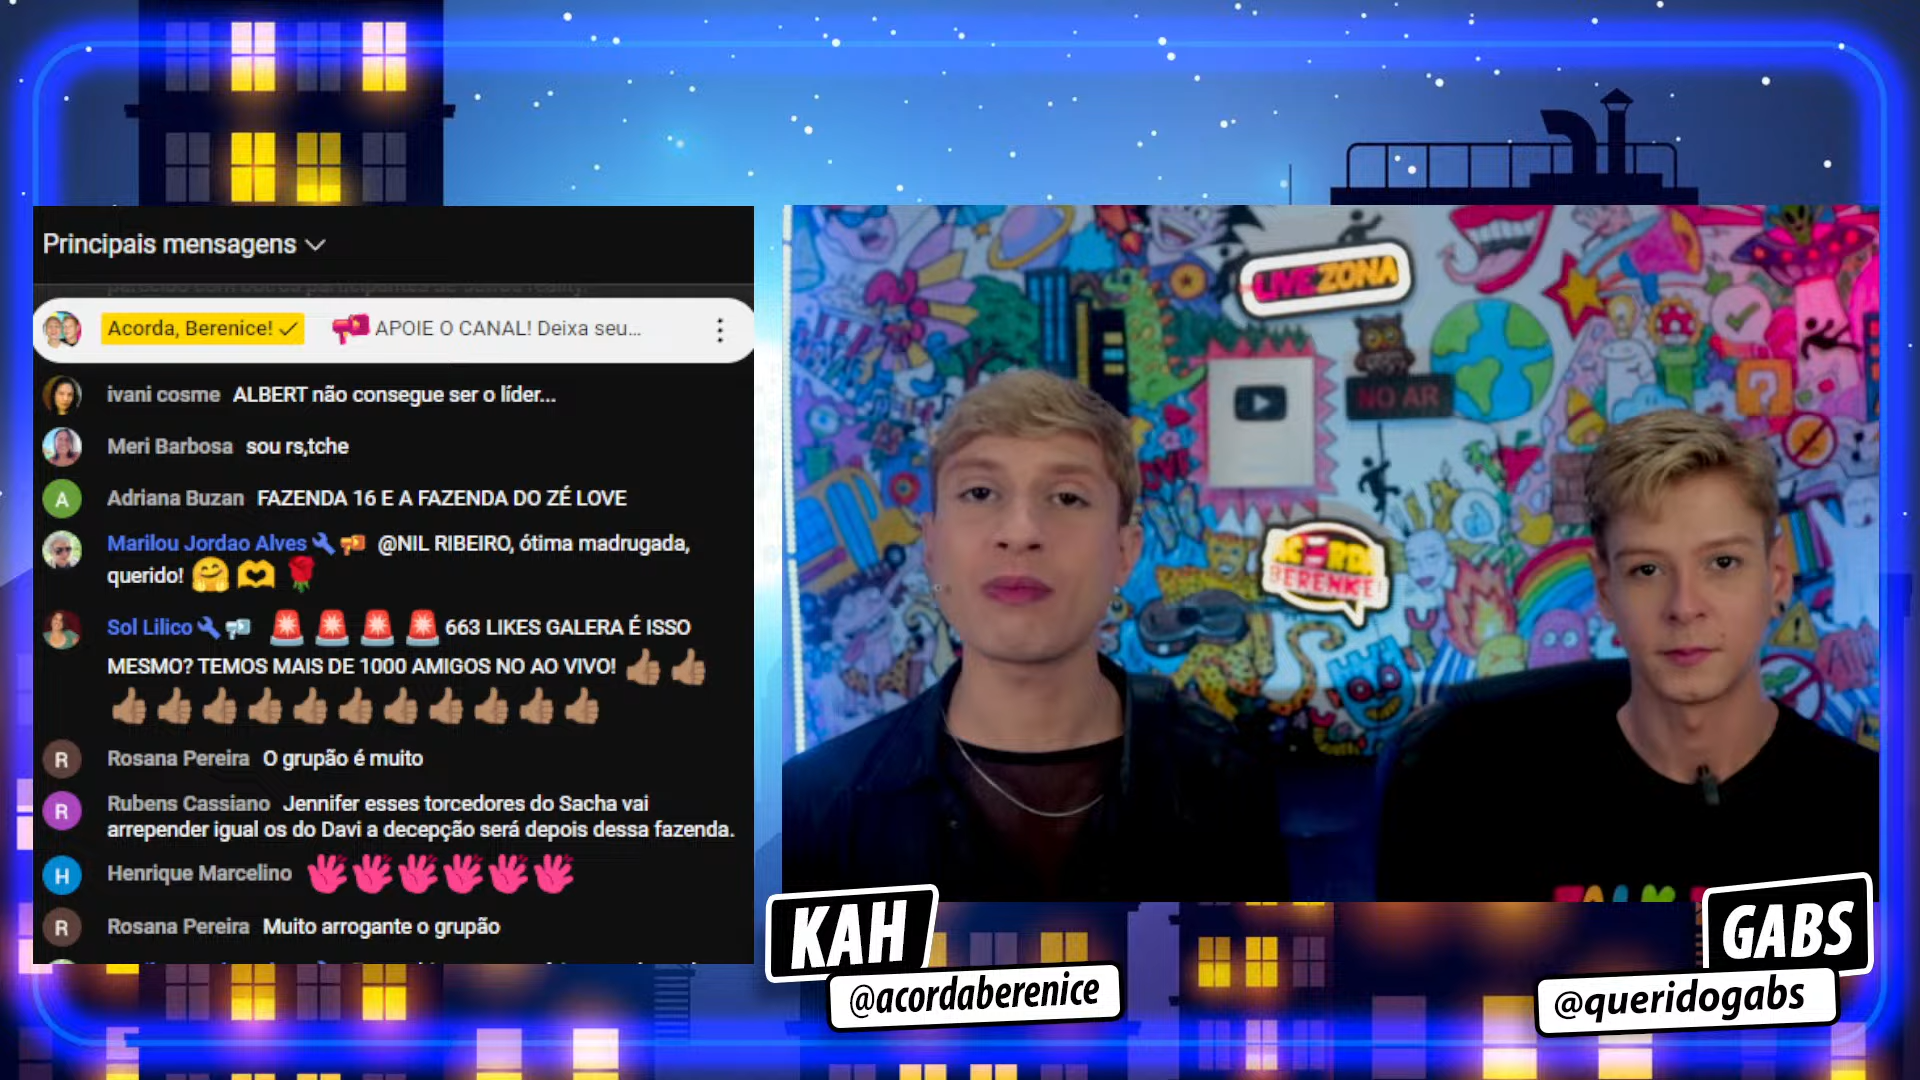 Principais mensagens
Acorda, Berenice! APOIE O CANAL! Deixa seu...
ivani cosme ALBERT não consegue ser o líder...
Meri Barbosa sou rs,tche
A Adriana Buzan FAZENDA 16 E A FAZENDA DO ZÉ LOVE
Marilou Jordao Alves @NIL RIBEIRO, ótima madrugada,
querido!
Sol Lilico 663 LIKES GALERA É ISSO
MESMO? TEMOS MAIS DE 1000 AMIGOS NO AO VIVO!
R Rosana Pereira O grupão é muito
R Rubens Cassiano Jennifer esses torcedores do Sacha vai
arrepender igual os do Davi a decepção será depois dessa fazenda.
H Henrique Marcelino
R Rosana Pereira Muito arrogante o grupão
LIVEZONA
NO AR
ACORDA
BERENICE!
KAH
@acordaberenice
GABS
@queridogabs